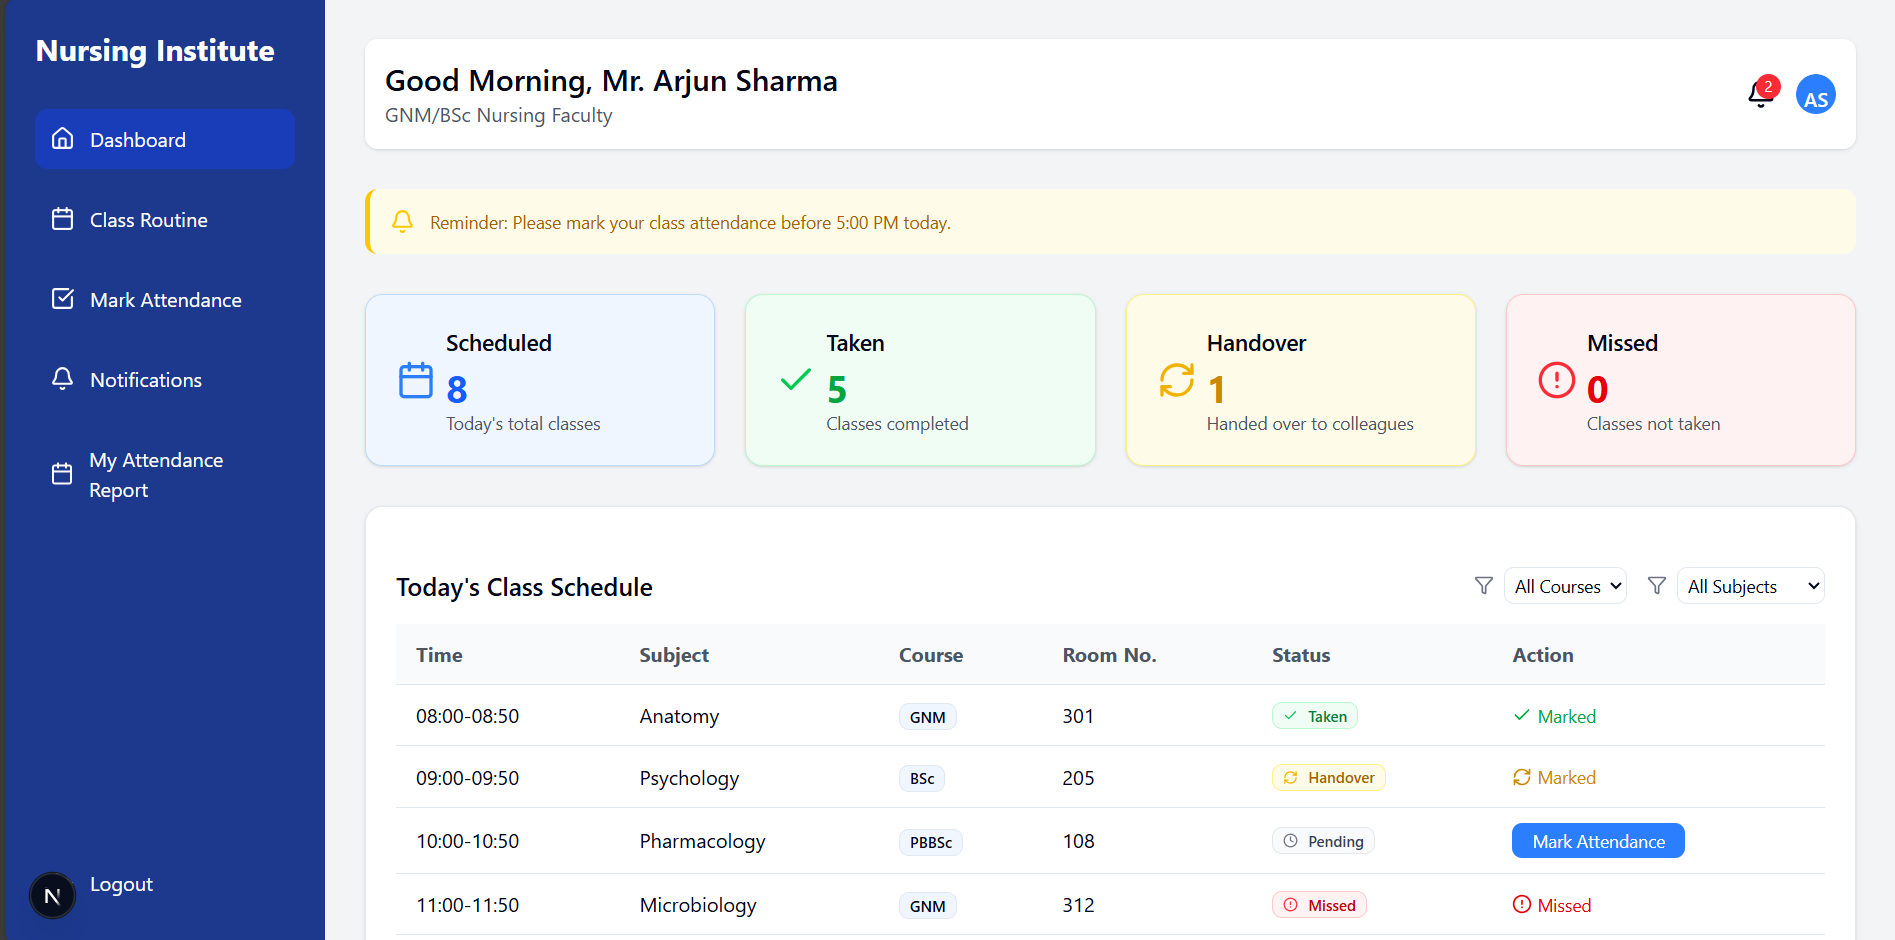 Nursing Institute
Dashboard
Class Routine
Mark Attendance
Notifications
My Attendance
Report
N
Logout
Good Morning, Mr. Arjun Sharma
GNM/BSc Nursing Faculty
2
AS
Reminder: Please mark your class attendance before 5:00 PM today.
Scheduled
8
Today's total classes
Taken
5
Classes completed
Handover
1
Handed over to colleagues
Missed
0
Classes not taken
Today's Class Schedule
All Courses
All Subjects
Time Subject Course Room No. Status Action
08:00-08:50 Anatomy GNM 301 Taken Marked
09:00-09:50 Psychology BSc 205 Handover Marked
10:00-10:50 Pharmacology PBBSc 108 Pending Mark Attendance
11:00-11:50 Microbiology GNM 312 Missed Missed